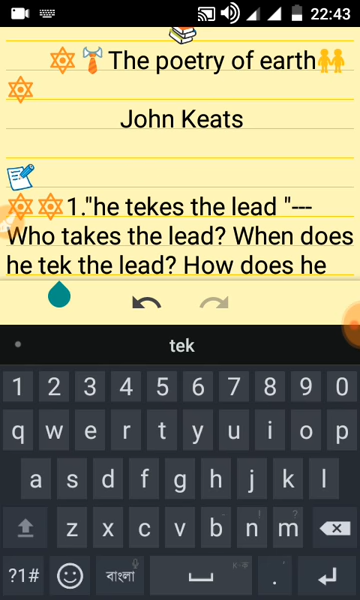 22:43
The poetry of earth
John Keats
1."he tekes the lead "---
Who takes the lead? When does
he tek the lead? How does he
tek
1 2 3 4 5 6 7 8 9 0
q w e r t y u i o p
a s d f g h j k l
z x c v b n m
?1# বাংলা .